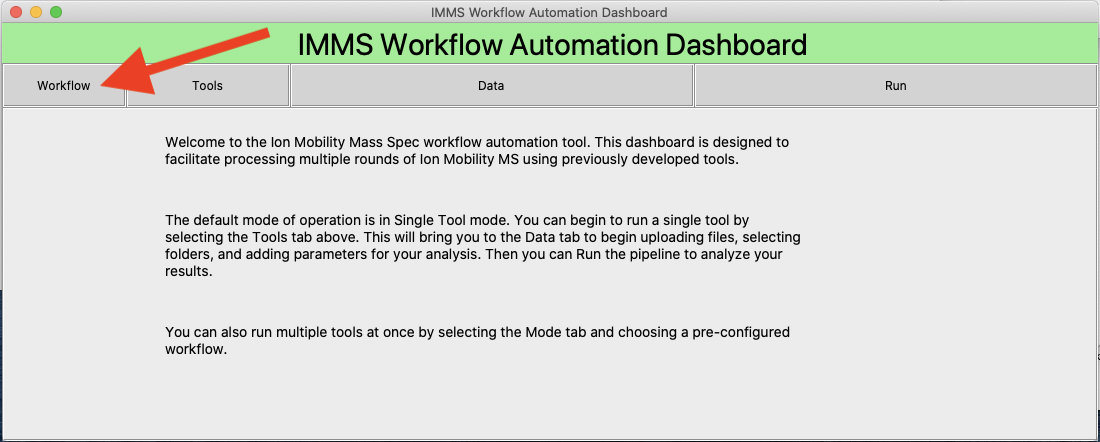 IMMS Workflow Automation Dashboard
IMMS Workflow Automation Dashboard
Workflow
Tools
Data
Run
Welcome to the Ion Mobility Mass Spec workflow automation tool. This dashboard is designed to
facilitate processing multiple rounds of Ion Mobility MS using previously developed tools.
The default mode of operation is in Single Tool mode. You can begin to run a single tool by
selecting the Tools tab above. This will bring you to the Data tab to begin uploading files, selecting
folders, and adding parameters for your analysis. Then you can Run the pipeline to analyze your
results.
You can also run multiple tools at once by selecting the Mode tab and choosing a pre-configured
workflow.